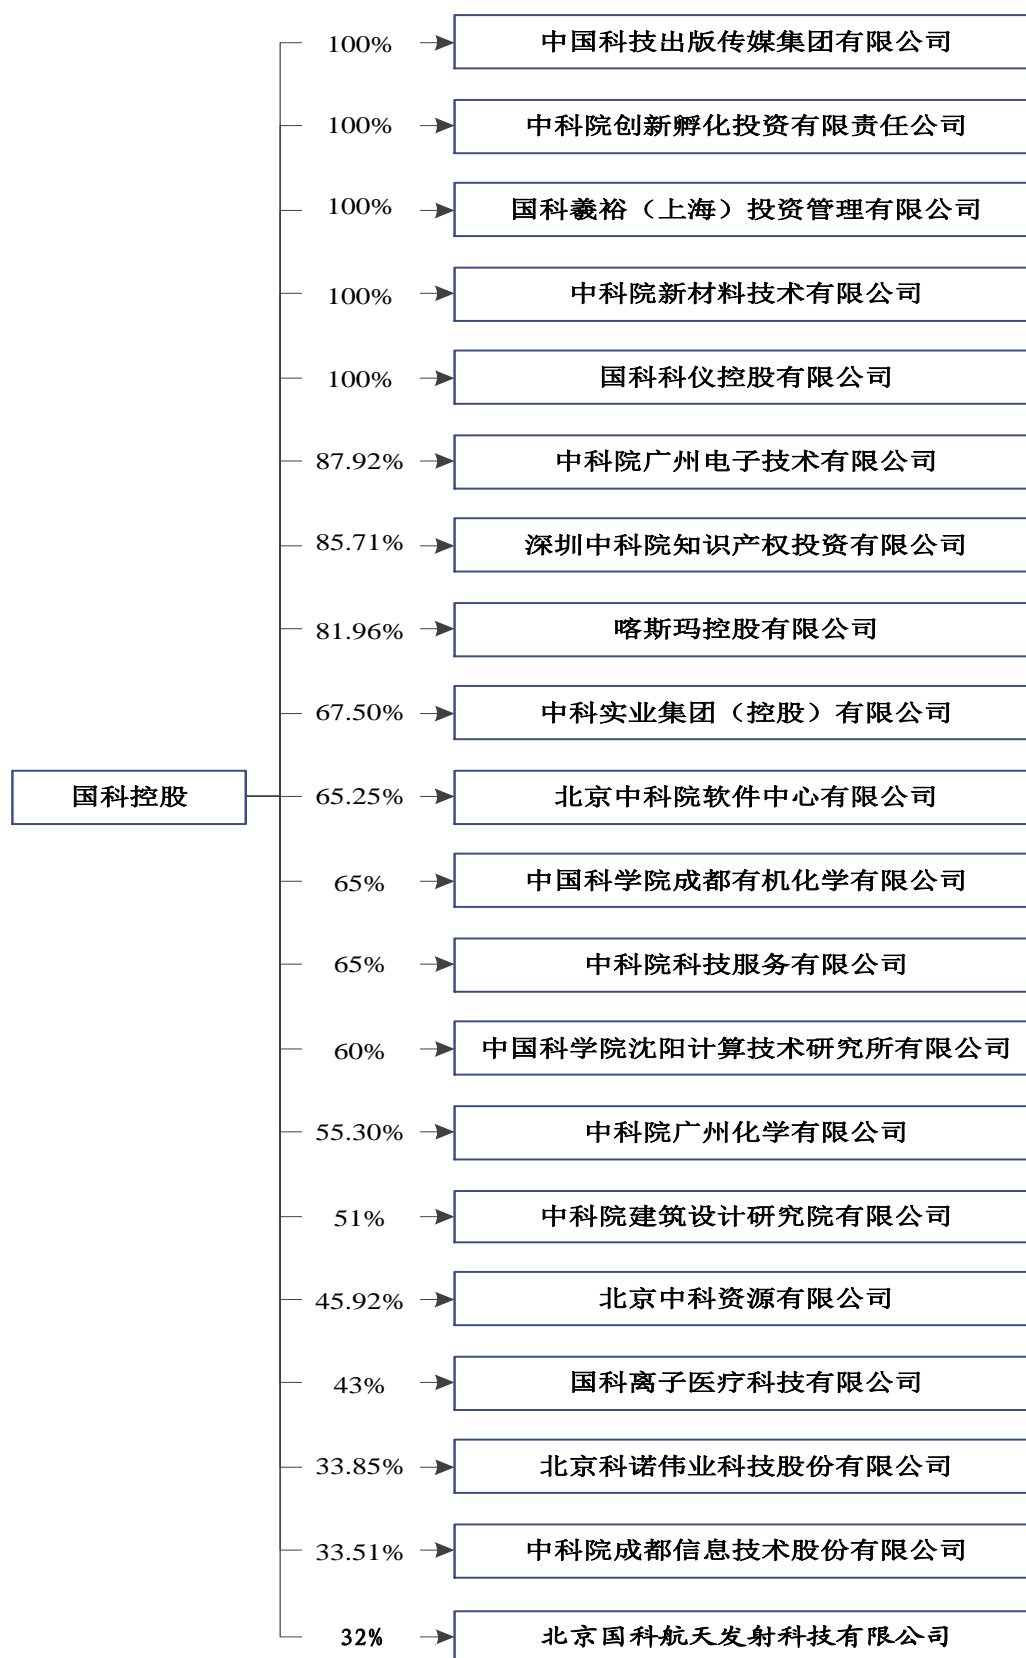 100% 中国科技出版传媒集团有限公司
100% 中科院创新孵化投资有限责任公司
100% 国科羲裕（上海）投资管理有限公司
100% 中科院新材料技术有限公司
100% 国科科仪控股有限公司
87.92% 中科院广州电子技术有限公司
85.71% 深圳中科院知识产权投资有限公司
81.96% 喀斯玛控股有限公司
67.50% 中科实业集团（控股）有限公司
国科控股 65.25% 北京中科院软件中心有限公司
65% 中国科学院成都有机化学有限公司
65% 中科院科技服务有限公司
60% 中国科学院沈阳计算技术研究所有限公司
55.30% 中科院广州化学有限公司
51% 中科院建筑设计研究院有限公司
45.92% 北京中科资源有限公司
43% 国科离子医疗科技有限公司
33.85% 北京科诺伟业科技股份有限公司
33.51% 中科院成都信息技术股份有限公司
32% 北京国科航天发射科技有限公司